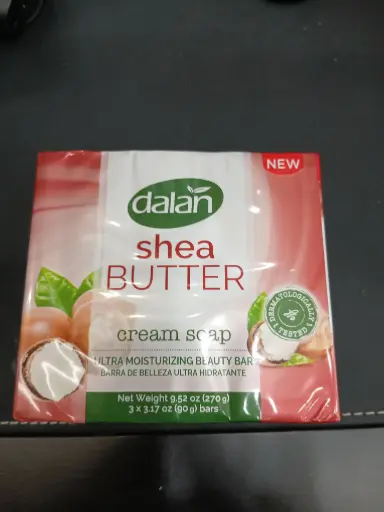 NEW
dalan
shea
BUTTER
DERMATOLOGICALLY
TESTED
cream soap
ULTRA MOISTURIZING BEAUTY BAR
BARRA DE BELLEZA ULTRA HIDRATANTE
Net Weight 9.52 oz (270 g)
3 x 3.17 oz (90 g) bars